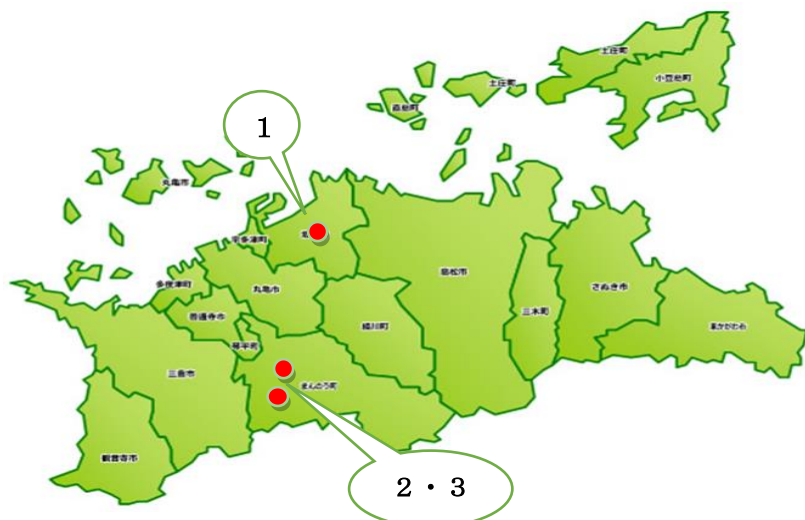 土庄町
小豆島町
土庄町
直島町
1
丸亀市
宇多津町
高松市
多度津町
丸亀市
さぬき市
善通寺市
綾川町
三木町
東かがわ市
琴平町
三豊市
まんのう町
観音寺市
2・3